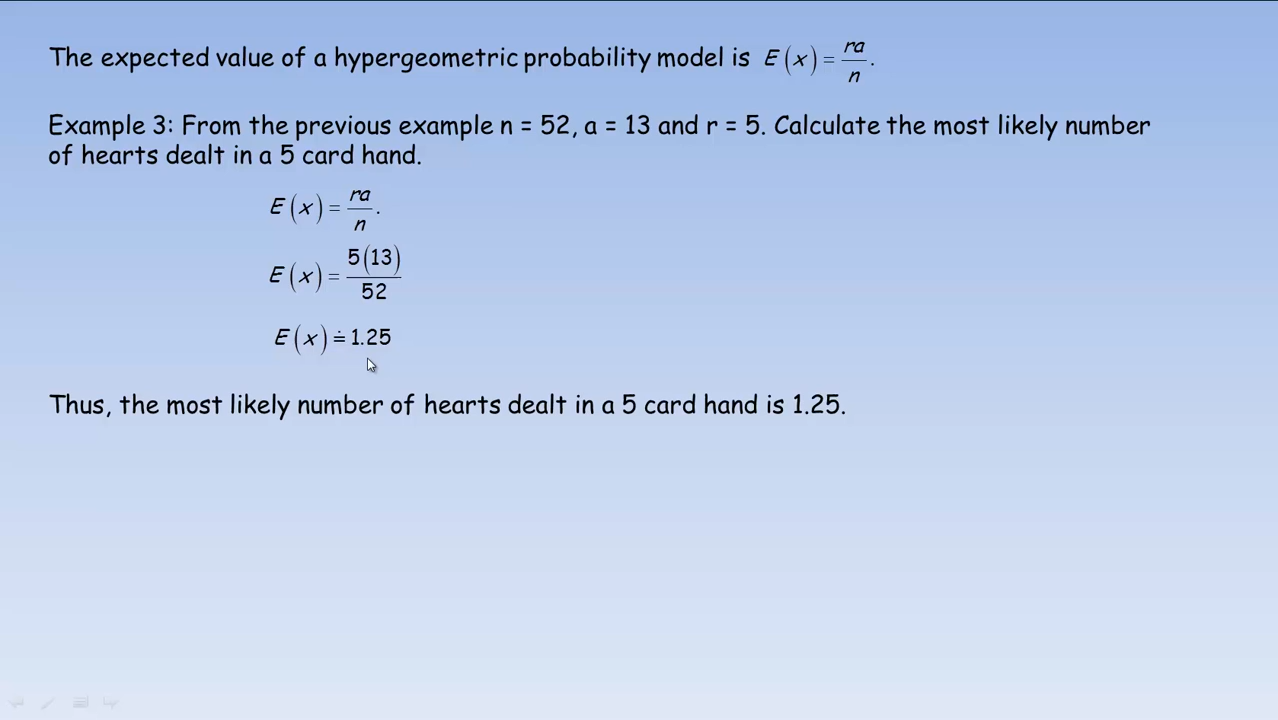 The expected value of a hypergeometric probability model is E(x) = ra/n.
Example 3: From the previous example n = 52, a = 13 and r = 5. Calculate the most likely number
of hearts dealt in a 5 card hand.
E(x) = ra/n.
E(x) = 5(13)/52
E(x) ≐ 1.25
Thus, the most likely number of hearts dealt in a 5 card hand is 1.25.